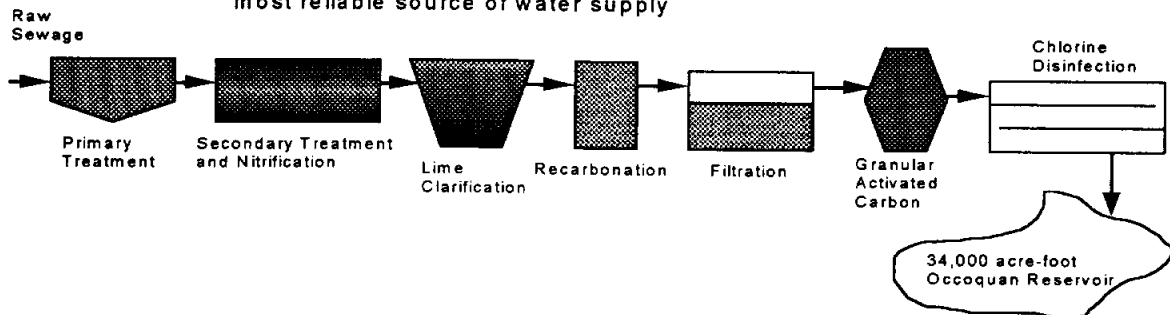 most reliable source of water supply
Raw
Sewage
Primary
Treatment
Secondary Treatment
and Nitrification
Lime
Clarification
Recarbonation
Filtration
Granular
Activated
Carbon
Chlorine
Disinfection
34,000 acre-foot
Occoquan Reservoir